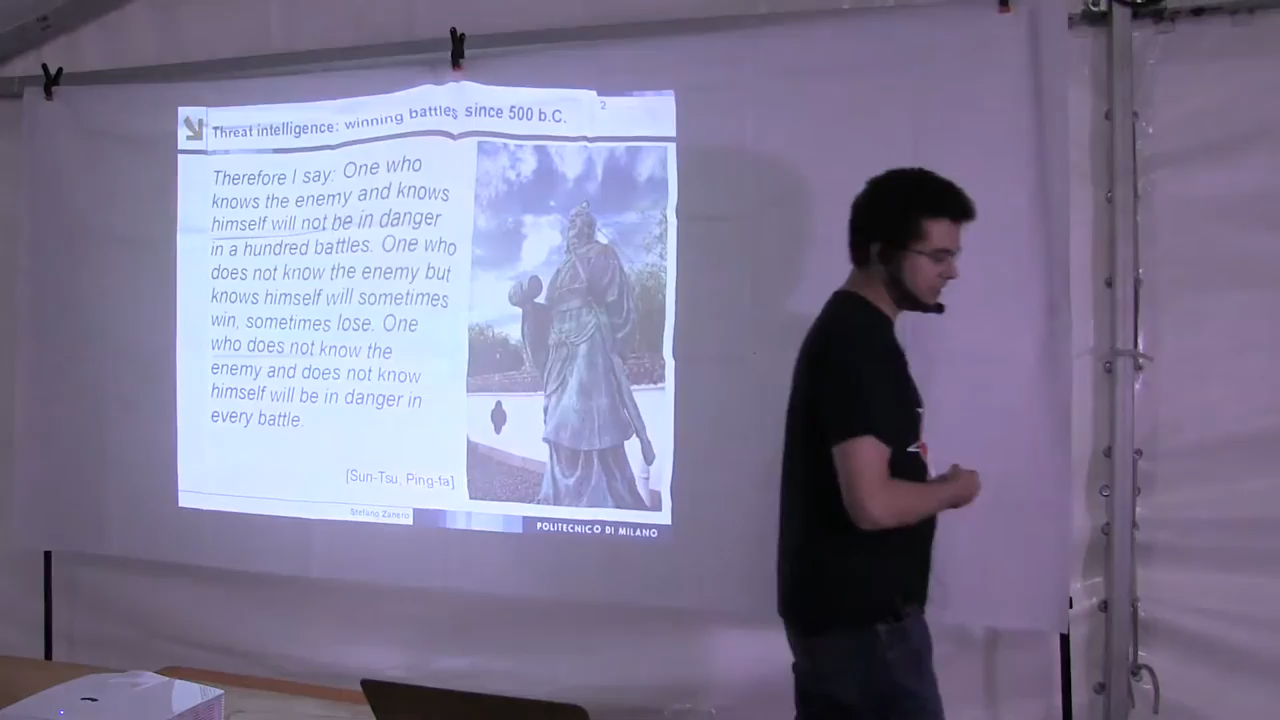 Threat intelligence: winning battles since 500 b.C.
2
Therefore I say: One who
knows the enemy and knows
himself will not be in danger
in a hundred battles. One who
does not know the enemy but
knows himself will sometimes
win, sometimes lose. One
who does not know the
enemy and does not know
himself will be in danger in
every battle.
[Sun-Tsu, Ping-fa]
Stefano Zanero
POLITECNICO DI MILANO